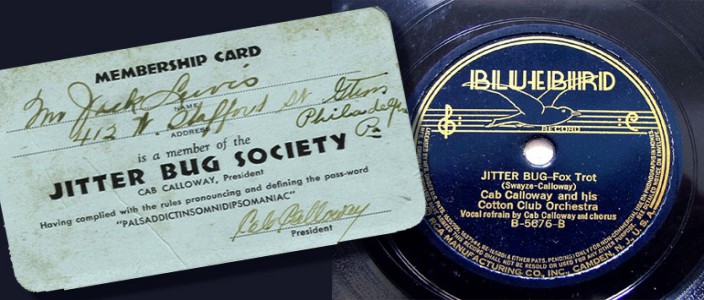 MEMBERSHIP CARD
Mr Jack Lewis
NAME
412 W. Stafford St
Philadelphia
ADDRESS
Pa
is a member of the
JITTER BUG SOCIETY
CAB CALLOWAY, President
Having complied with the rules pronouncing and defining the pass-word
"PALSADDICTINSOMNIDIPSOMANIAC"
Cab Calloway
President
BLUEBIRD
RECORD
JITTER BUG-Fox Trot
(Swayze-Calloway)
Cab Calloway and his
Cotton Club Orchestra
Vocal refrain by Cab Calloway and chorus
B-5676-B
MANUFACTURING CO., INC., CAMDEN, N. J., U. S. A.